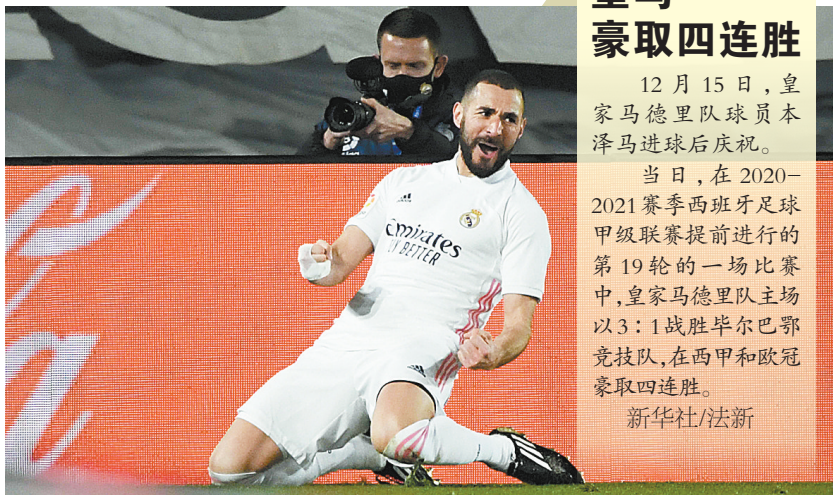 豪取四连胜
12月15日,皇
家马德里队球员本
泽马进球后庆祝。
当日,在2020-
2021赛季西班牙足球
甲级联赛提前进行的
第19轮的一场比赛
中,皇家马德里队主场
以3∶1战胜毕尔巴鄂
竞技队,在西甲和欧冠
豪取四连胜。
新华社/法新
Emirates
FLY BETTER